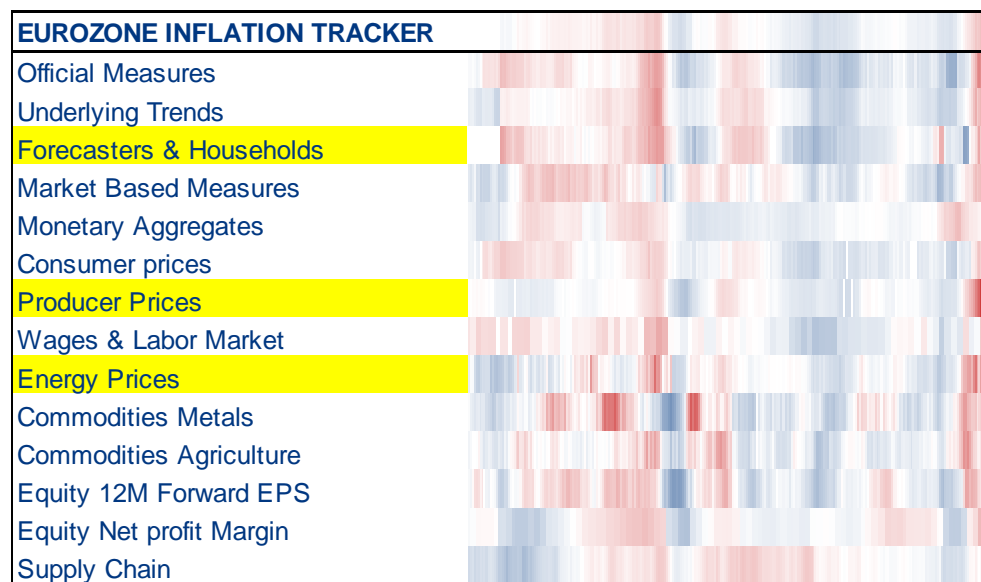 EUROZONE INFLATION TRACKER
Official Measures
Underlying Trends
Forecasters & Households
Market Based Measures
Monetary Aggregates
Consumer prices
Producer Prices
Wages & Labor Market
Energy Prices
Commodities Metals
Commodities Agriculture
Equity 12M Forward EPS
Equity Net profit Margin
Supply Chain